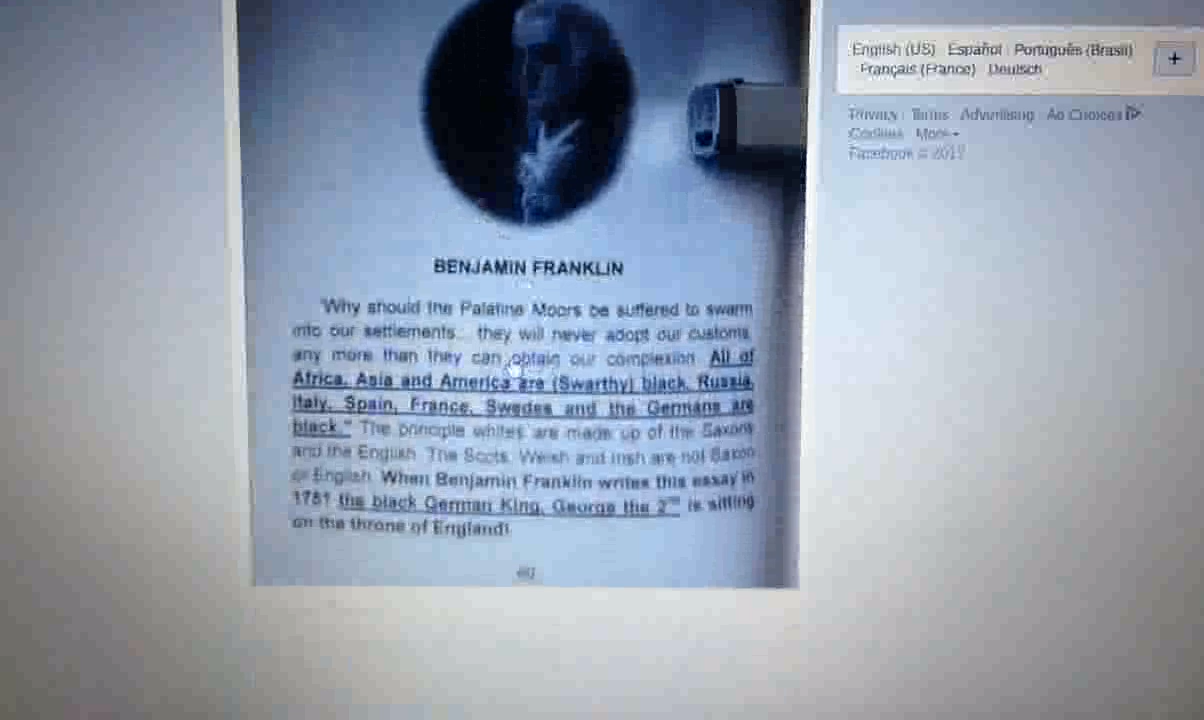 BENJAMIN FRANKLIN
"Why should the Palatine Moors be suffered to swarm
into our settlements... they will never adopt our customs,
any more than they can obtain our complexion. All of
Africa, Asia and America are (Swarthy) black, Russia,
Italy, Spain, France, Swedes and the Germans are
black." The principle whites are made up of the Saxons
and the English. The Scots, Welsh and Irish are not Saxon
or English. When Benjamin Franklin writes this essay in
1751 the black German King, George the 2nd is sitting
on the throne of England!
English (US) Español Português (Brasil)
Français (France) Deutsch
+
Privacy Terms Advertising Ad Choices
Cookies More
Facebook © 2017